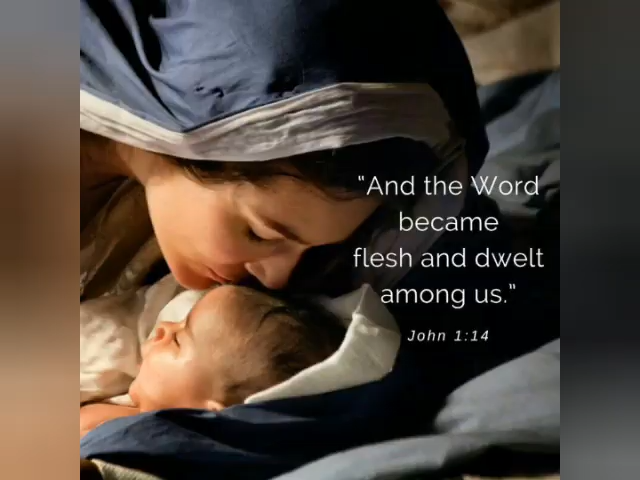 "And the Word
became
flesh and dwelt
among us."
John 1:14